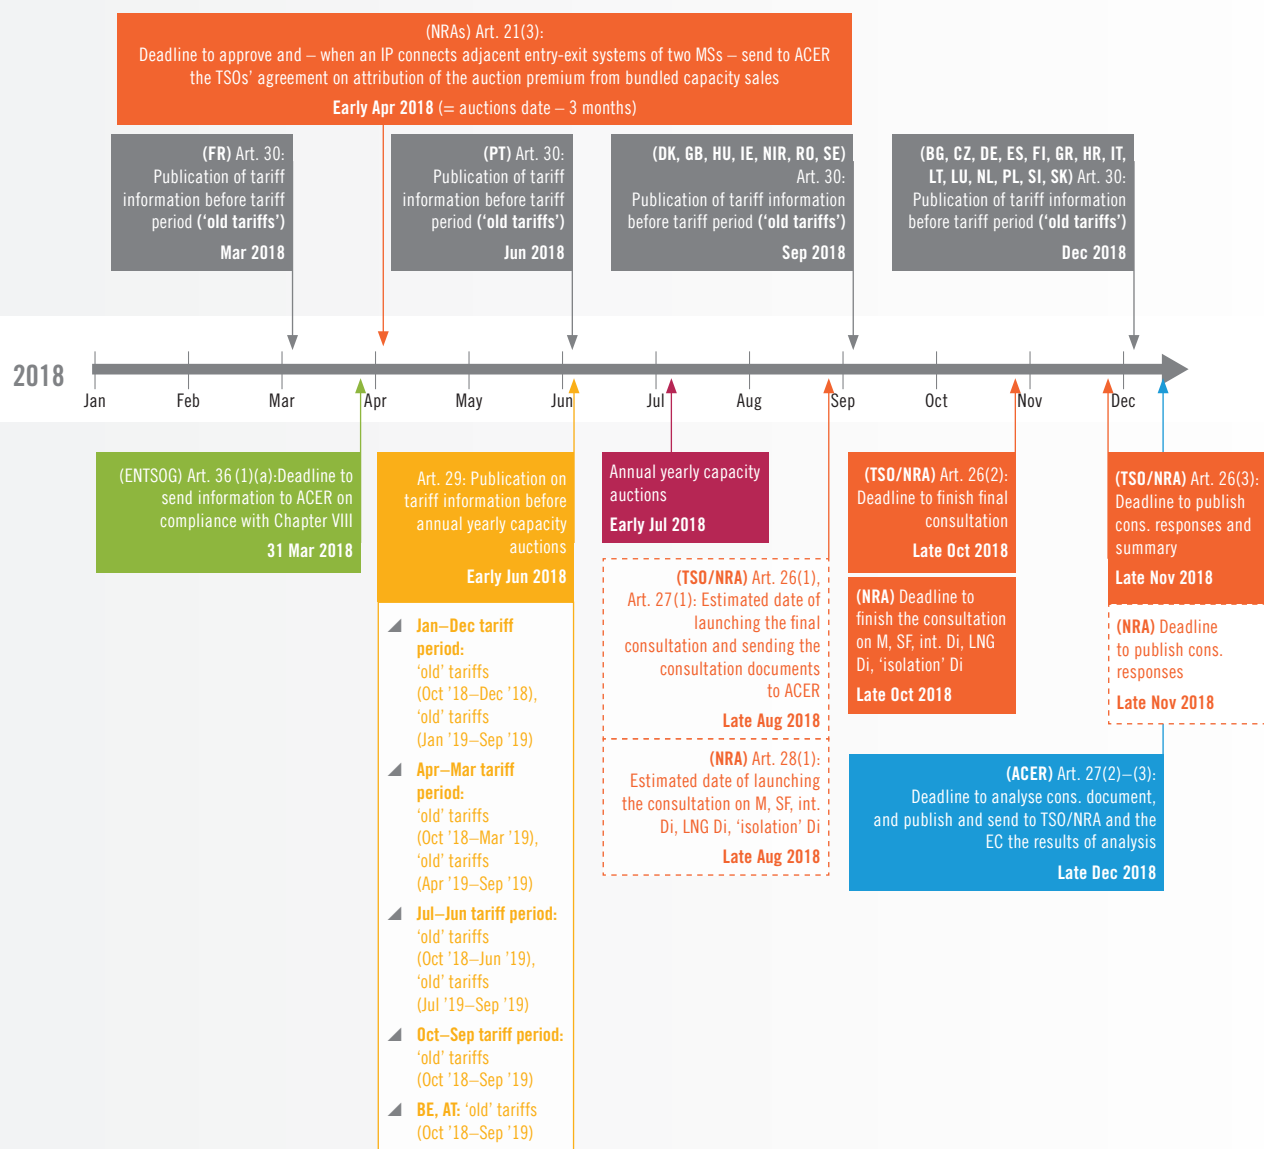 (NRAs) Art. 21(3):
Deadline to approve and – when an IP connects adjacent entry-exit systems of two MSs – send to ACER
the TSOs’ agreement on attribution of the auction premium from bundled capacity sales
Early Apr 2018 (= auctions date – 3 months)
(FR) Art. 30:
Publication of tariff
information before tariff
period (‘old tariffs’)
Mar 2018
(PT) Art. 30:
Publication of tariff
information before tariff
period (‘old tariffs’)
Jun 2018
(DK, GB, HU, IE, NIR, RO, SE)
Art. 30:
Publication of tariff information
before tariff period (‘old tariffs’)
Sep 2018
(BG, CZ, DE, ES, FI, GR, HR, IT,
LT, LU, NL, PL, SI, SK) Art. 30:
Publication of tariff information
before tariff period (‘old tariffs’)
Dec 2018
2018
Jan
Feb
Mar
Apr
May
Jun
Jul
Aug
Sep
Oct
Nov
Dec
(ENTSOG) Art. 36 (1)(a):Deadline to
send information to ACER on
compliance with Chapter VIII
31 Mar 2018
Art. 29: Publication on
tariff information before
annual yearly capacity
auctions
Early Jun 2018
Jan–Dec tariff
period:
‘old’ tariffs
(Oct ’18–Dec ’18),
‘old’ tariffs
(Jan ’19–Sep ’19)
Apr–Mar tariff
period:
‘old’ tariffs
(Oct ’18–Mar ’19),
‘old’ tariffs
(Apr ’19–Sep ’19)
Jul–Jun tariff period:
‘old’ tariffs
(Oct ’18–Jun ’19),
‘old’ tariffs
(Jul ’19–Sep ’19)
Oct–Sep tariff period:
‘old’ tariffs
(Oct ’18–Sep ’19)
BE, AT: ‘old’ tariffs
(Oct ’18–Sep ’19)
Annual yearly capacity
auctions
Early Jul 2018
(TSO/NRA) Art. 26(1),
Art. 27(1): Estimated date of
launching the final
consultation and sending the
consultation documents
to ACER
Late Aug 2018
(NRA) Art. 28(1):
Estimated date of launching
the consultation on M, SF, int.
Di, LNG Di, ‘isolation’ Di
Late Aug 2018
(TSO/NRA) Art. 26(2):
Deadline to finish final
consultation
Late Oct 2018
(NRA) Deadline to
finish the consultation
on M, SF, int. Di, LNG
Di, ‘isolation’ Di
Late Oct 2018
(TSO/NRA) Art. 26(3):
Deadline to publish
cons. responses and
summary
Late Nov 2018
(NRA) Deadline
to publish cons.
responses
Late Nov 2018
(ACER) Art. 27(2)–(3):
Deadline to analyse cons. document,
and publish and send to TSO/NRA and the
EC the results of analysis
Late Dec 2018